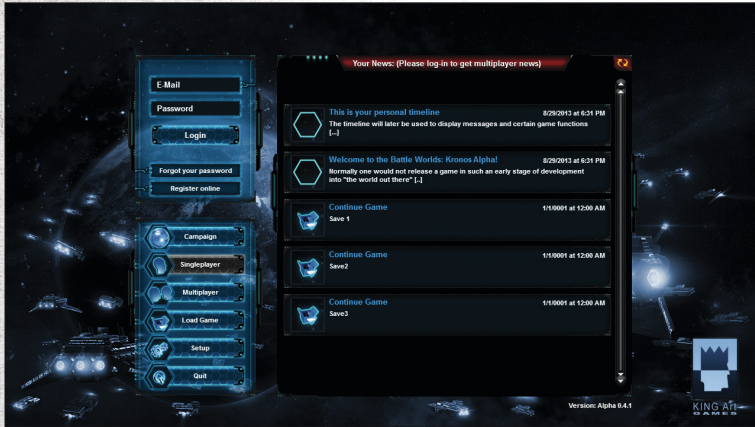 E-Mail
Password
Login
Forgot your password
Register online
Campaign
Singleplayer
Multiplayer
Load Game
Setup
Quit
Your News: (Please log-in to get multiplayer news)
This is your personal timeline
8/29/2013 at 6:31 PM
The timeline will later be used to display messages and certain game functions
[...]
Welcome to the Battle Worlds: Kronos Alpha!
8/29/2013 at 6:31 PM
Normally one would not release a game in such an early stage of development
into "the world out there" [..]
Continue Game
1/1/0001 at 12:00 AM
Save 1
Continue Game
1/1/0001 at 12:00 AM
Save2
Continue Game
1/1/0001 at 12:00 AM
Save3
Version: Alpha 0.4.1
KING Art
GAMES